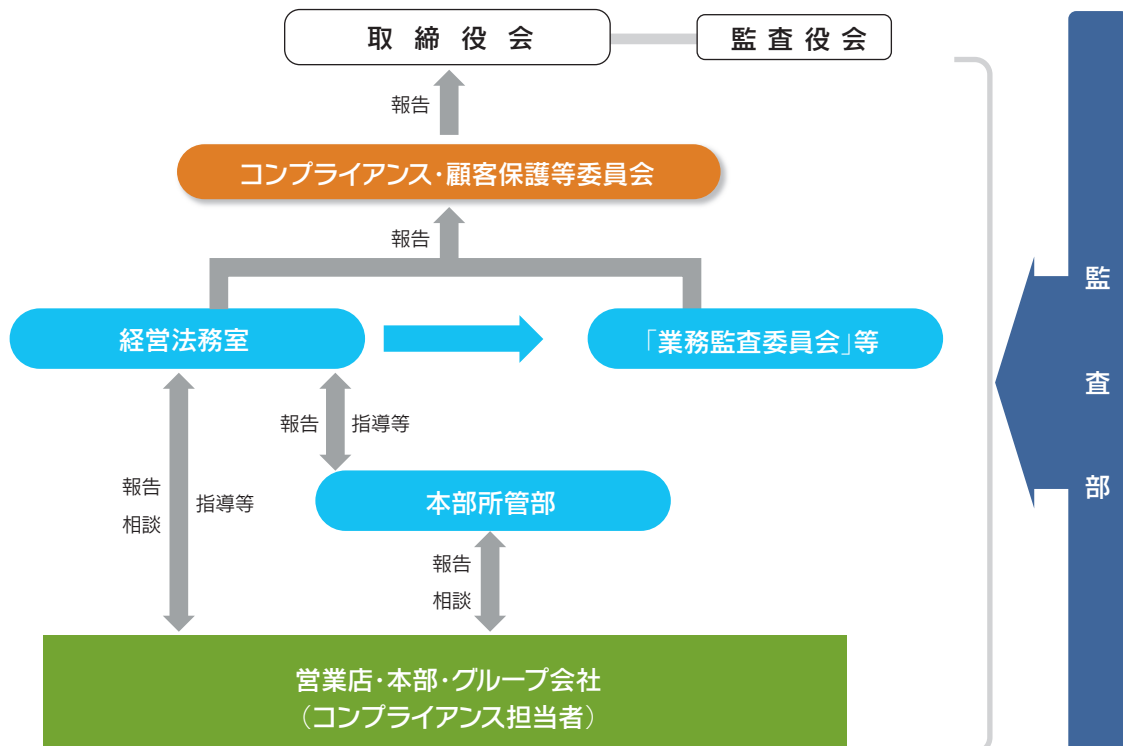 取締役会
監査役会
報告
コンプライアンス・顧客保護等委員会
報告
経営法務室
「業務監査委員会」等
報告
指導等
本部所管部
報告
相談
指導等
報告
相談
営業店・本部・グループ会社
（コンプライアンス担当者）
監査部